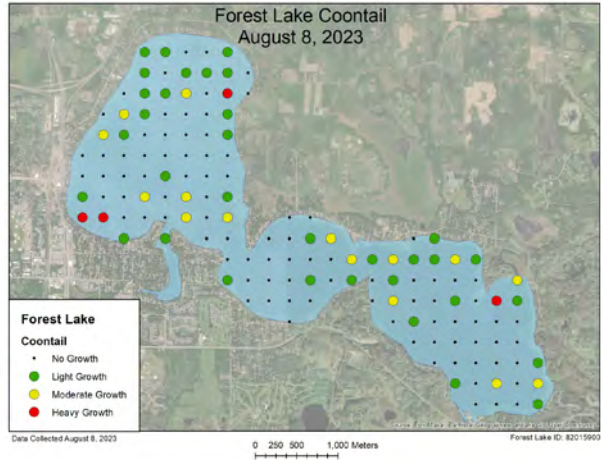 Forest Lake Coontail
August 8, 2023
Forest Lake
Coontail
No Growth
Light Growth
Moderate Growth
Heavy Growth
Data Collected August 8, 2023
Forest Lake ID: 82015900
0 250 500 1,000 Meters